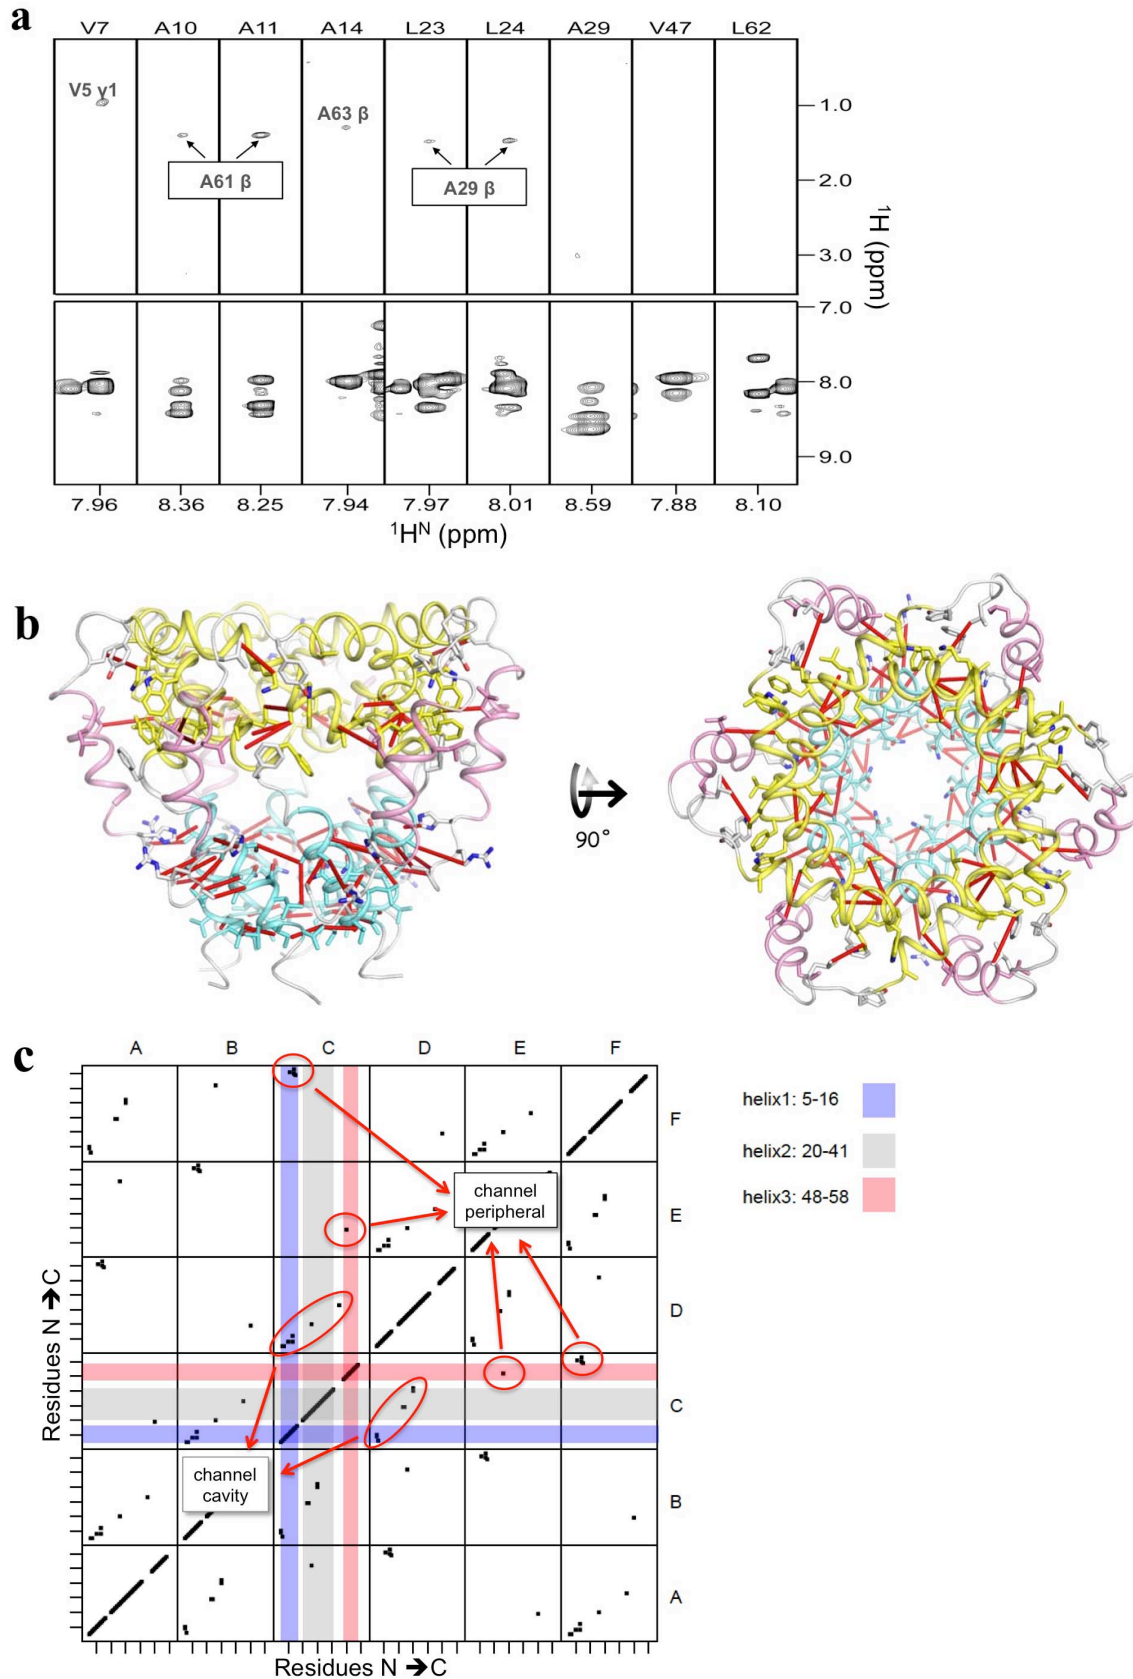 a
V7 A10 A11 A14 L23 L24 A29 V47 L62
V5 γ1
A63 β
A61 β
A29 β
1.0
2.0
3.0
7.0
8.0
9.0
¹H (ppm)
7.96 8.36 8.25 7.94 7.97 8.01 8.59 7.88 8.10
¹Hᴺ (ppm)
b
90°
c
A B C D E F
F
E
D
C
B
A
channel
peripheral
channel
cavity
helix1: 5-16
helix2: 20-41
helix3: 48-58
Residues N ➔C
Residues N ➔C